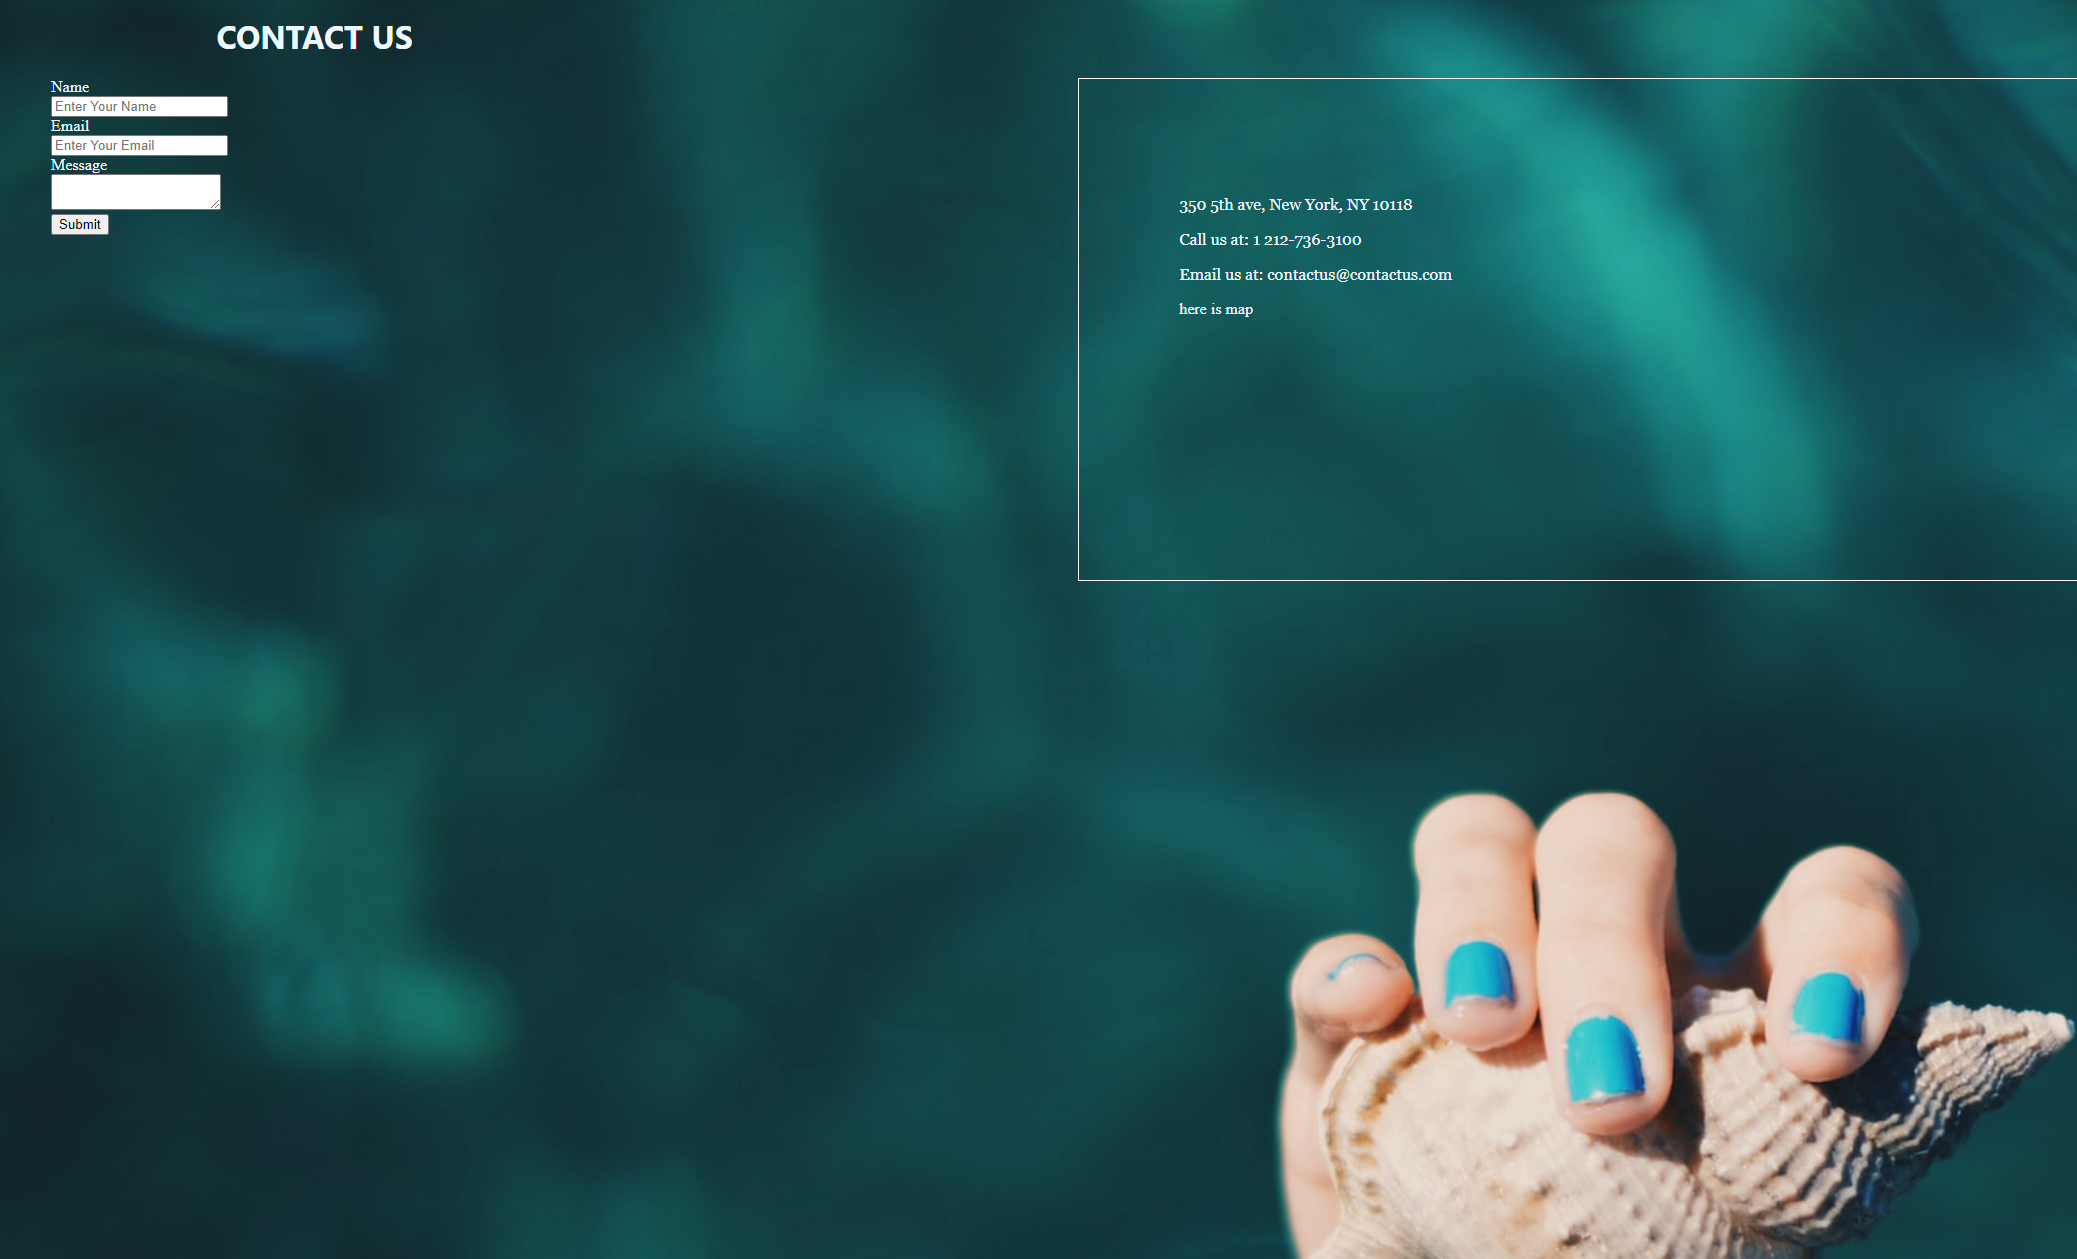 CONTACT US
Name
Enter Your Name
Email
Enter Your Email
Message
Submit
350 5th ave, New York, NY 10118
Call us at: 1 212-736-3100
Email us at: contactus@contactus.com
here is map